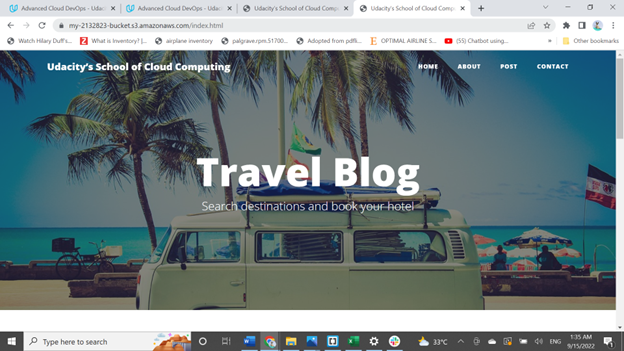 Advanced Cloud DevOps - Udac
Advanced Cloud DevOps - Udac
Udacity's School of Cloud Comp
Udacity's School of Cloud Comp
my-2132823-bucket.s3.amazonaws.com/index.html
Watch Hilary Duff's...
What is Inventory? |...
airplane inventory
palgrave.rpm.51700...
Adopted from pdfli...
OPTIMAL AIRLINE S...
(55) Chatbot using...
»
Other bookmarks
Udacity's School of Cloud Computing
HOME ABOUT POST CONTACT
Travel Blog
Search destinations and book your hotel
Type here to search
33°C
ENG
1:35 AM
9/15/2022